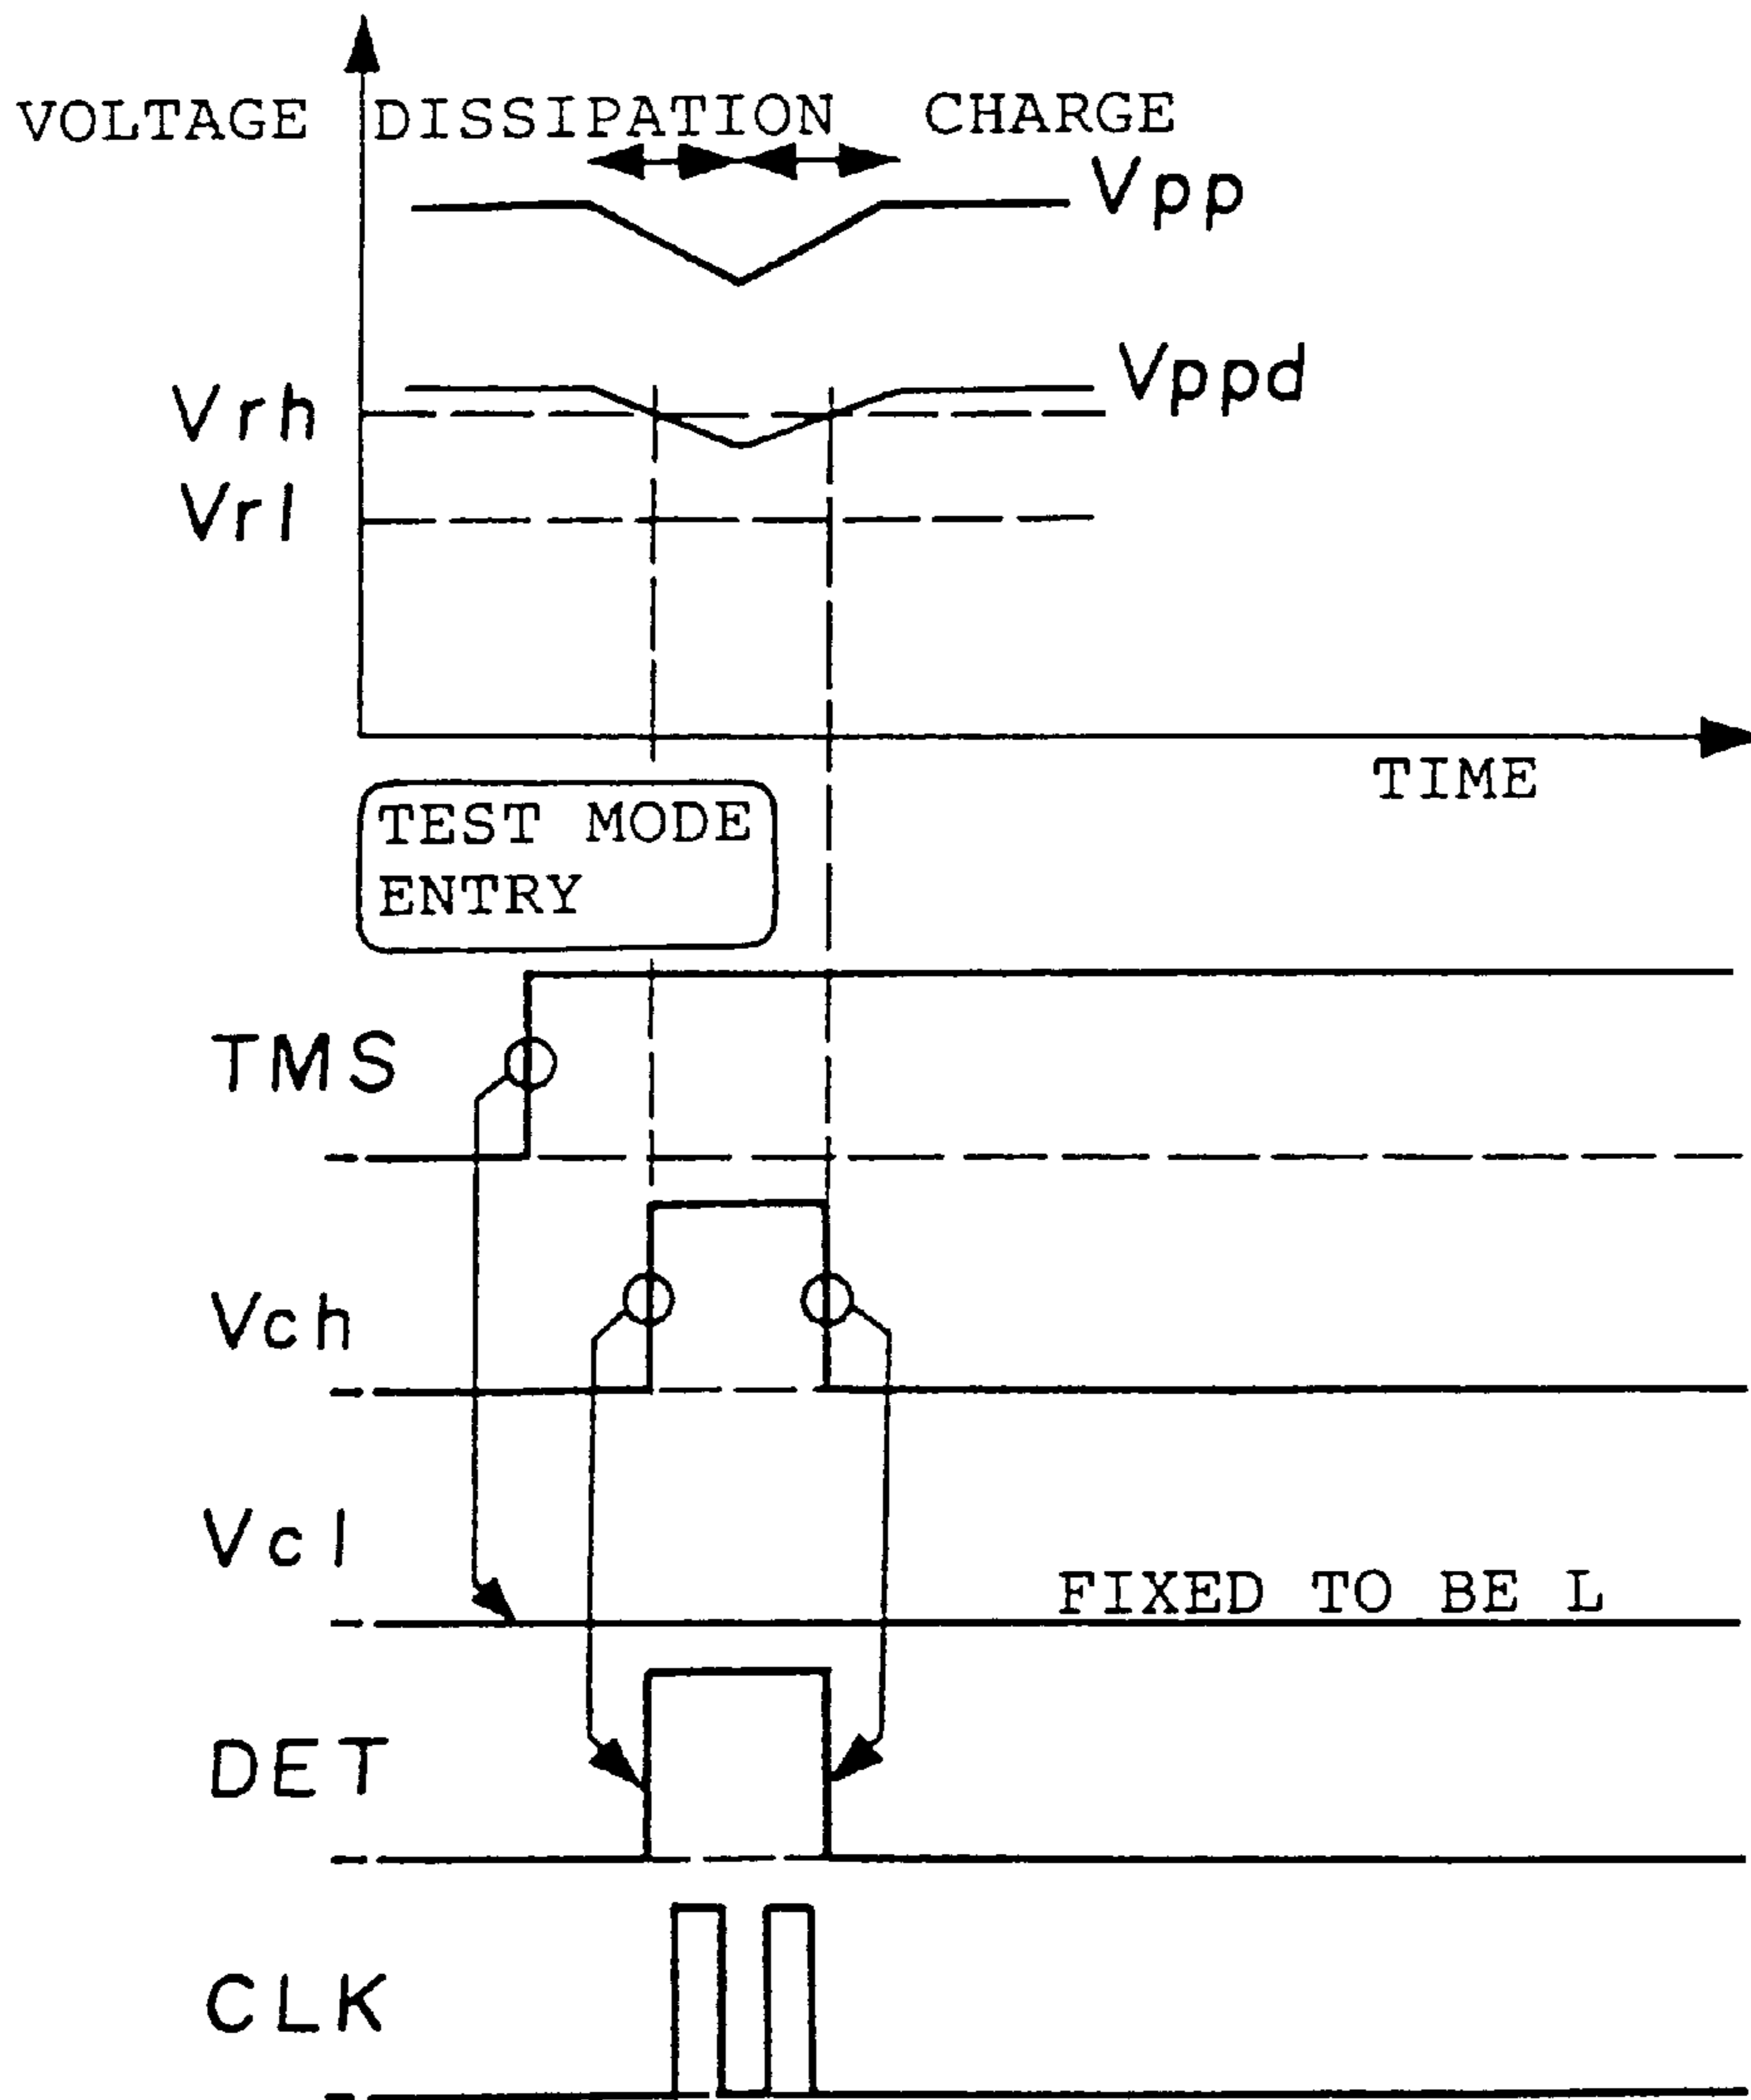 VOLTAGE DISSIPATION CHARGE
Vpp
Vppd
Vrh
Vrl
TIME
TEST MODE
ENTRY
TMS
Vch
Vcl
FIXED TO BE L
DET
CLK